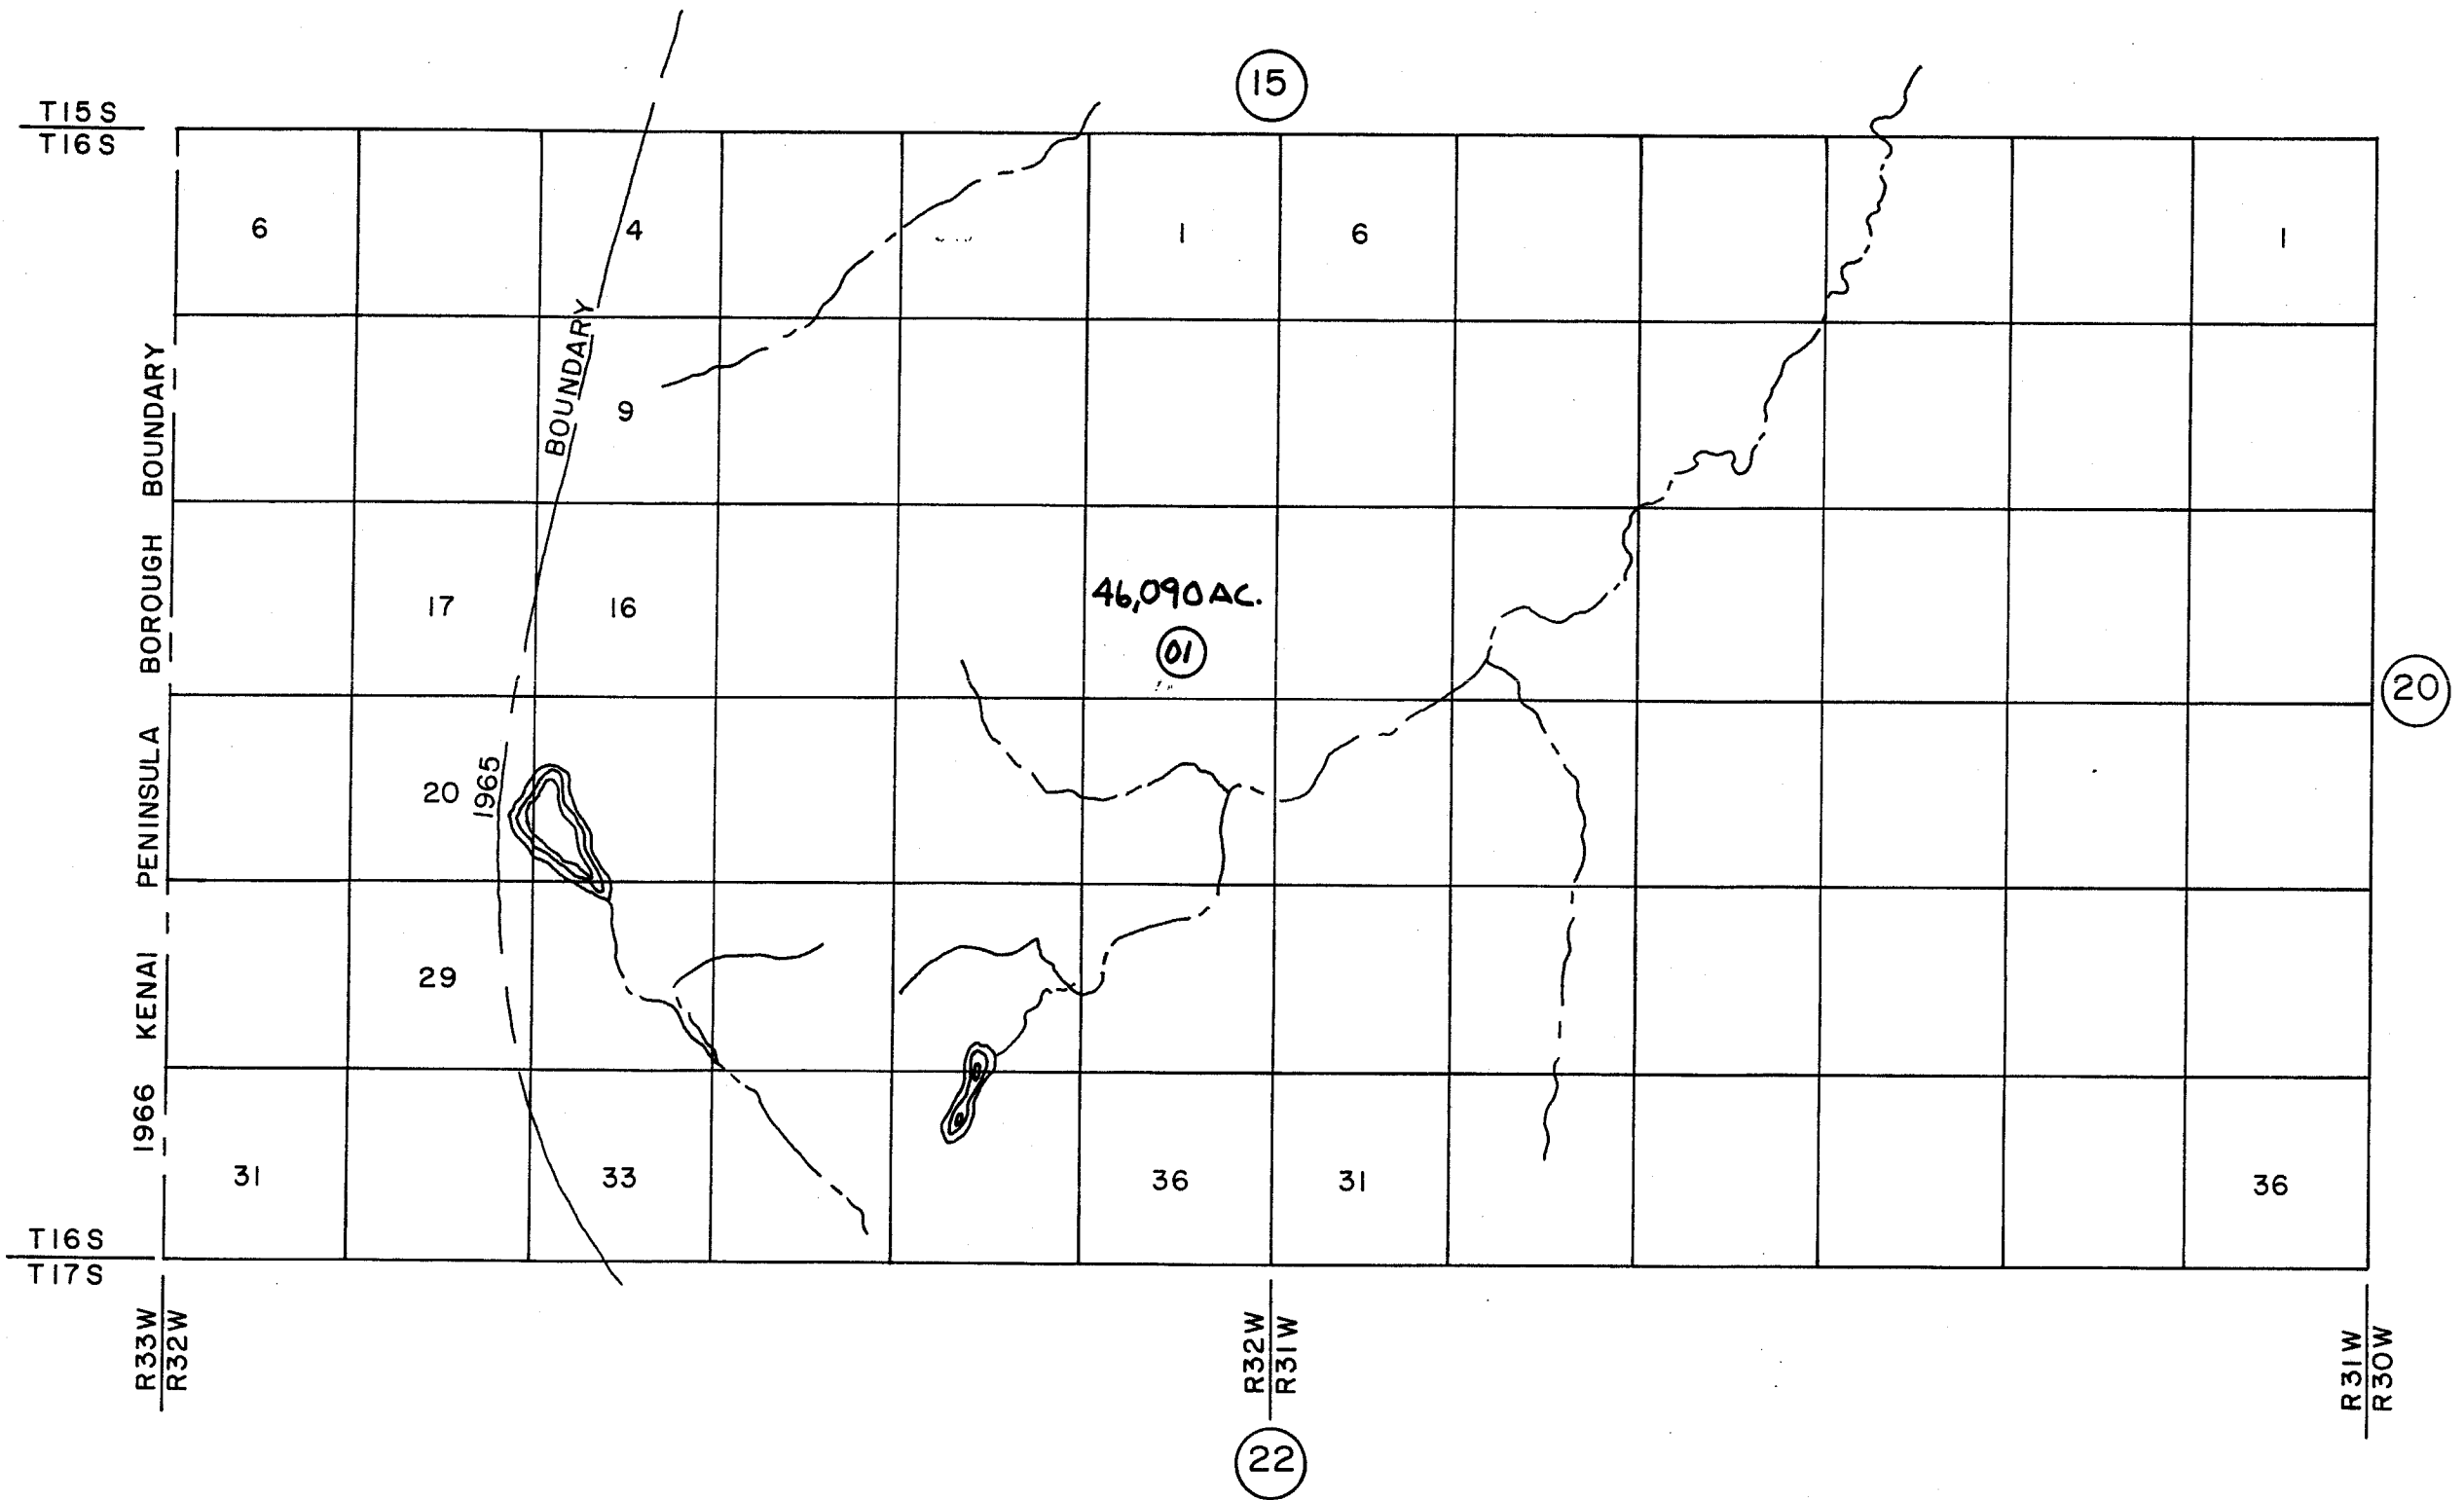 15
T15S
T16S
6
4
1
6
1
BOUNDARY
9
17
16
46,090 AC.
01
20
20
1965
29
31
33
36
31
36
1966 KENAI PENINSULA BOROUGH BOUNDARY
T16S
T17S
R33W
R32W
R32W
R31W
R31W
R30W
22